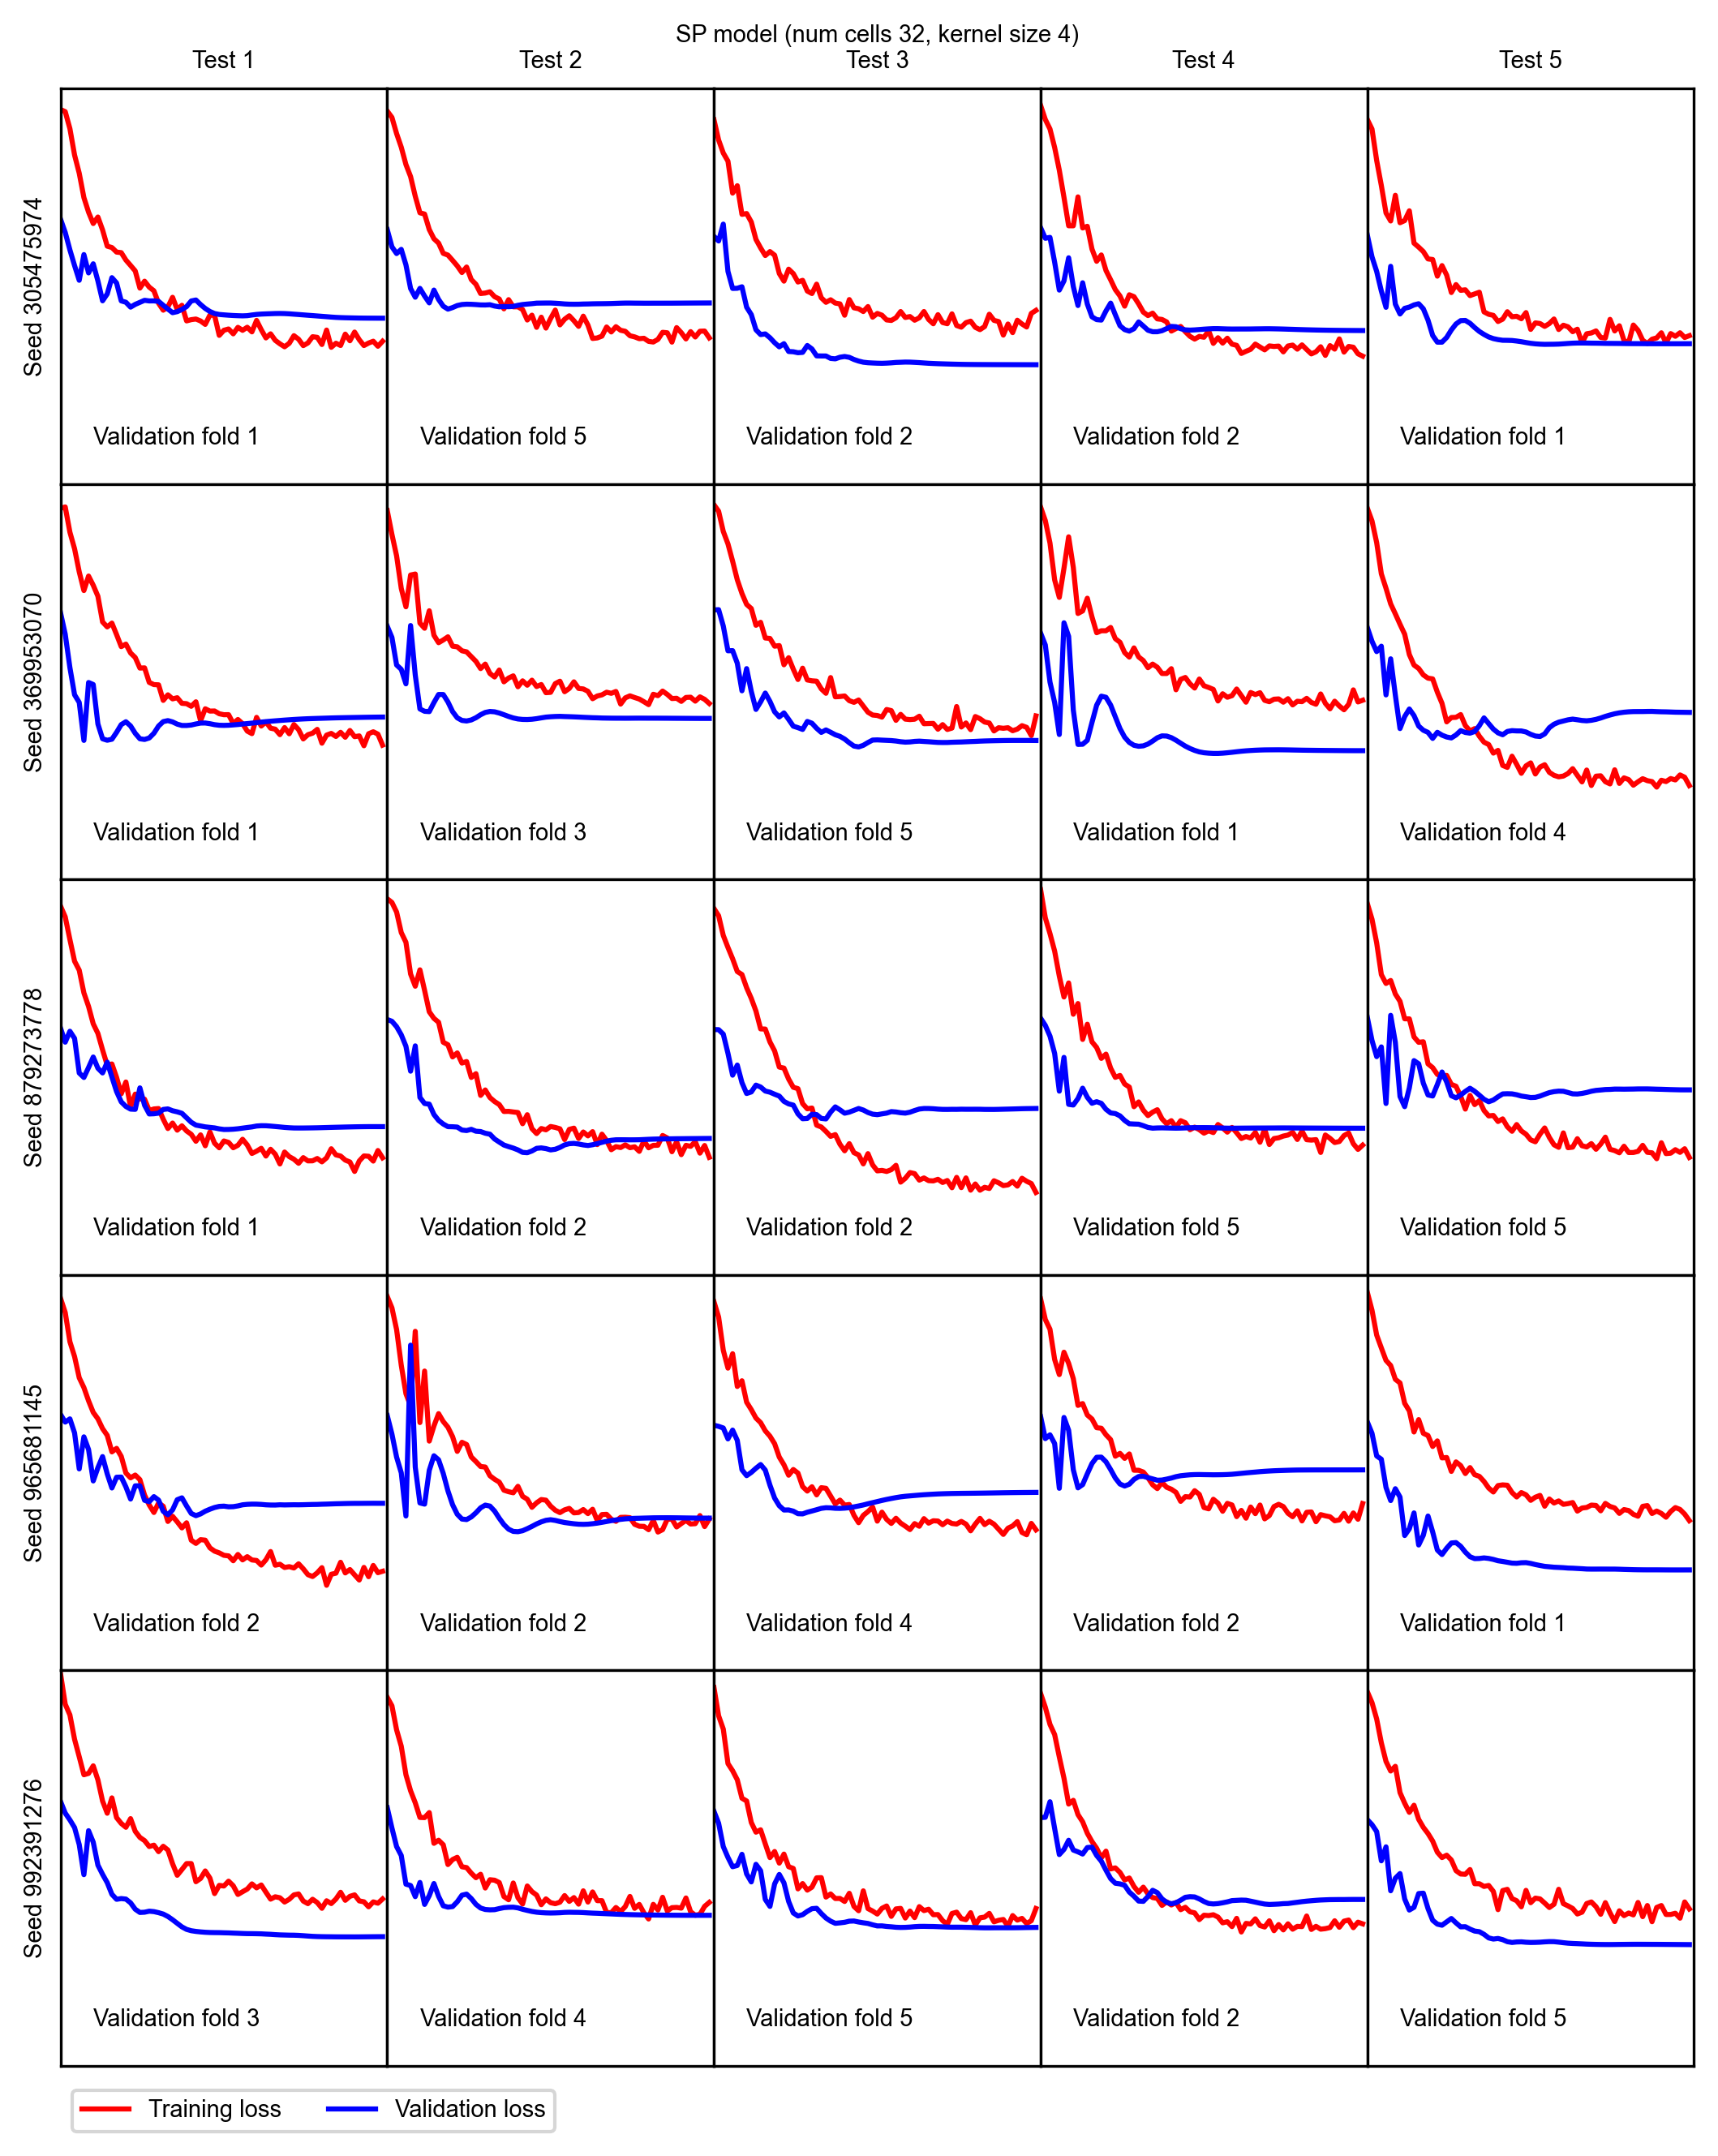 SP model (num cells 32, kernel size 4)
Test 1 Test 2 Test 3 Test 4 Test 5
Seed 305475974
Validation fold 1 Validation fold 5 Validation fold 2 Validation fold 2 Validation fold 1
Seed 369953070
Validation fold 1 Validation fold 3 Validation fold 5 Validation fold 1 Validation fold 4
Seed 879273778
Validation fold 1 Validation fold 2 Validation fold 2 Validation fold 5 Validation fold 5
Seed 965681145
Validation fold 2 Validation fold 2 Validation fold 4 Validation fold 2 Validation fold 1
Seed 992391276
Validation fold 3 Validation fold 4 Validation fold 5 Validation fold 2 Validation fold 5
Training loss Validation loss